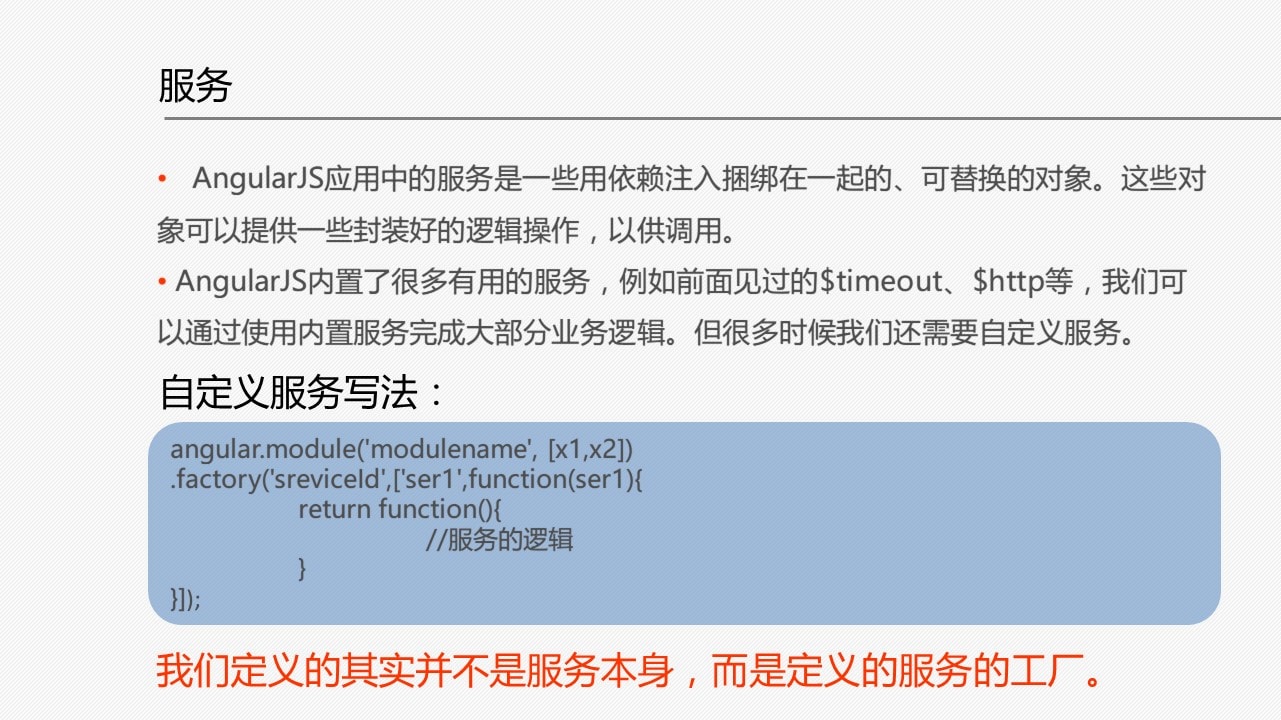 服务
• AngularJS应用中的服务是一些用依赖注入捆绑在一起的、可替换的对象。这些对
象可以提供一些封装好的逻辑操作，以供调用。
• AngularJS内置了很多有用的服务，例如前面见过的$timeout、$http等，我们可
以通过使用内置服务完成大部分业务逻辑。但很多时候我们还需要自定义服务。
自定义服务写法：
angular.module('modulename', [x1,x2])
.factory('sreviceId',['ser1',function(ser1){
return function(){
//服务的逻辑
}
}]);
我们定义的其实并不是服务本身，而是定义的服务的工厂。